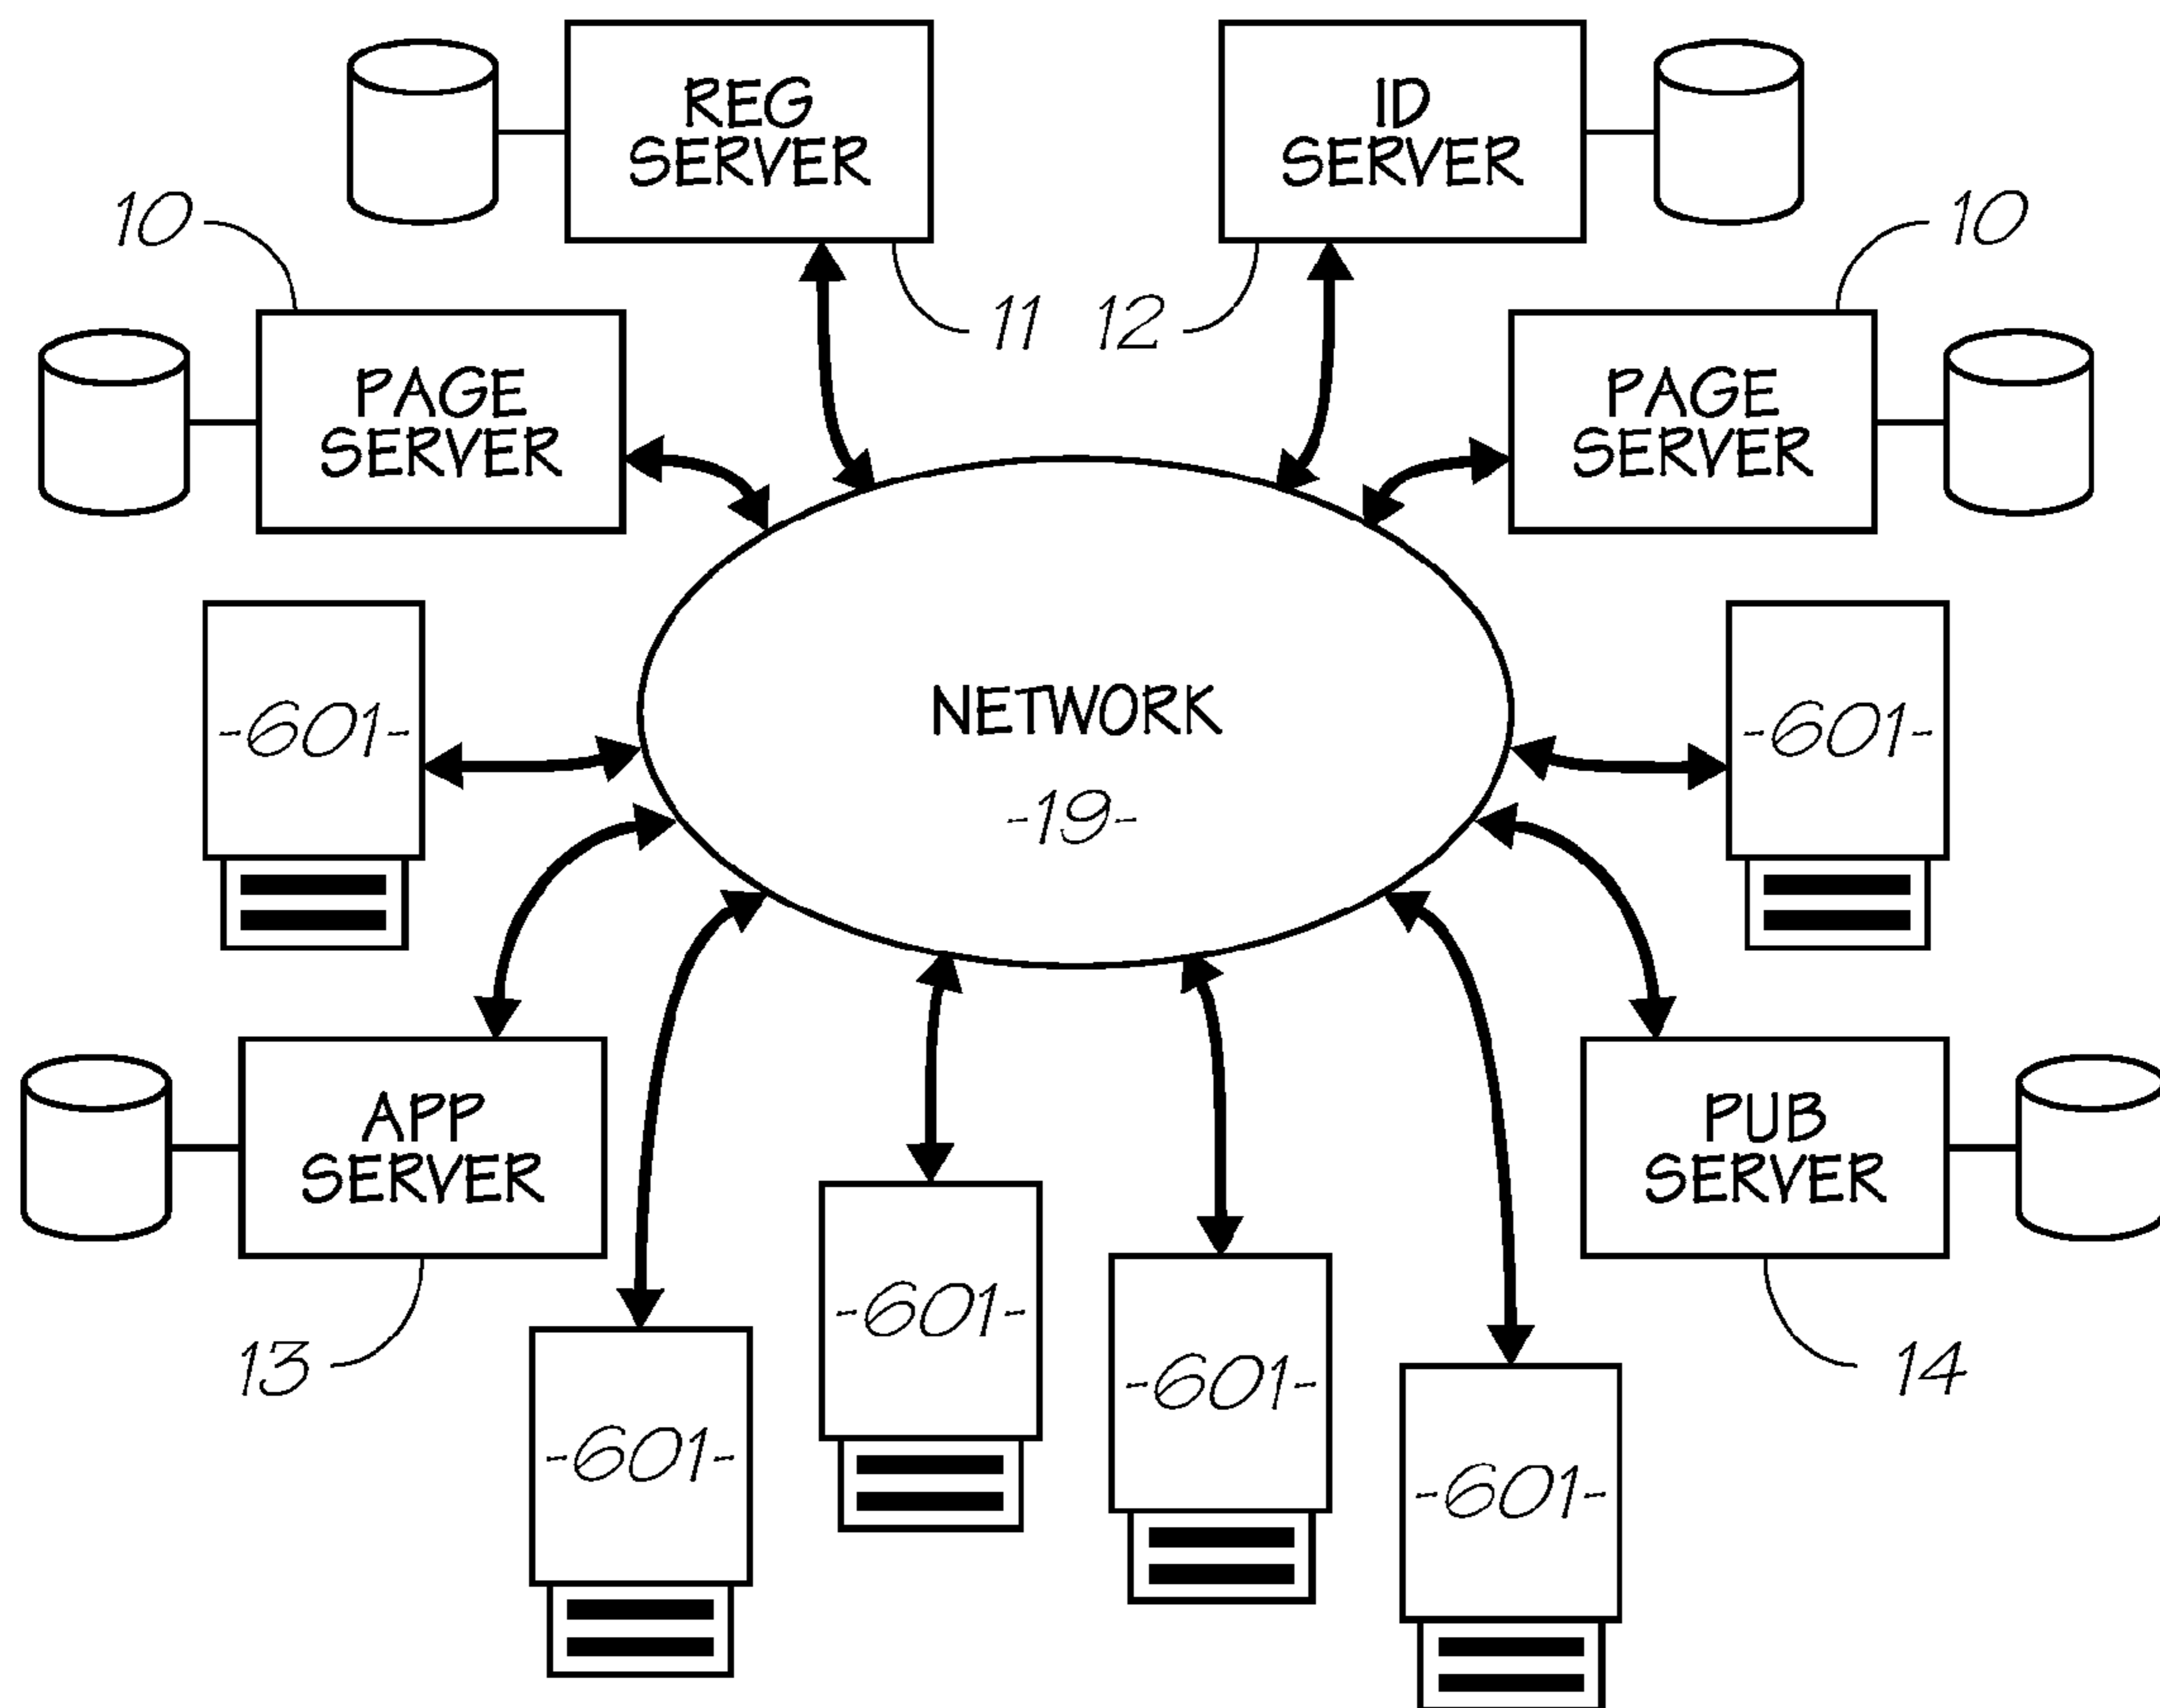 REG
SERVER
ID
SERVER
10
10
11
12
PAGE
SERVER
PAGE
SERVER
-601-
NETWORK
-19-
-601-
APP
SERVER
PUB
SERVER
-601-
-601-
13
14
-601-
-601-